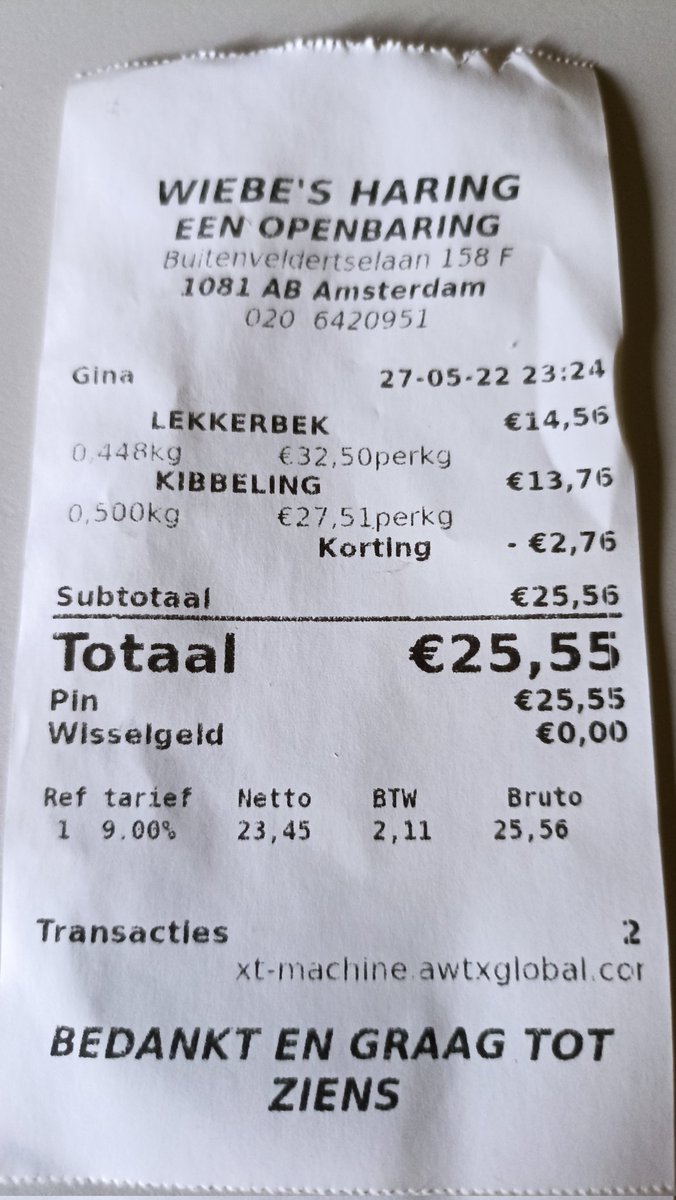 WIEBE'S HARING
EEN OPENBARING
Buitenveldertselaan 158 F
1081 AB Amsterdam
020 6420951
Gina 27-05-22 23:24
LEKKERBEK €14,56
0,448kg €32,50perkg
KIBBELING €13,76
0,500kg €27,51perkg
Korting - €2,76
Subtotaal €25,56
Totaal €25,55
Pin €25,55
Wisselgeld €0,00
Ref tarief Netto BTW Bruto
1 9.00% 23,45 2,11 25,56
Transacties 2
xt-machine.awtxglobal.cor
BEDANKT EN GRAAG TOT
ZIENS